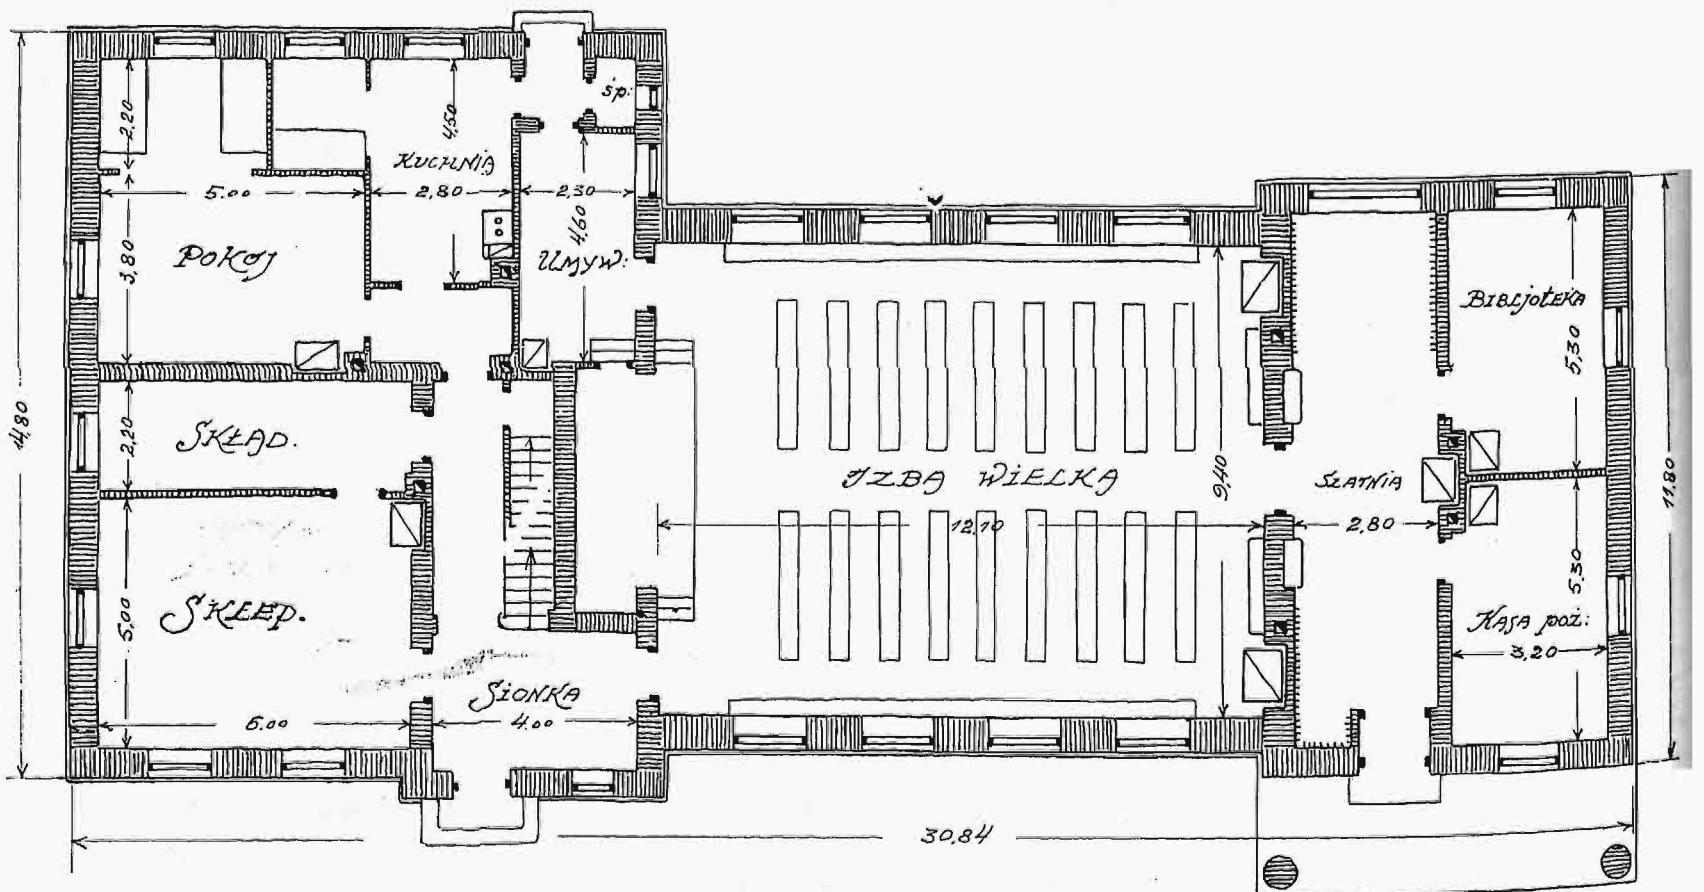 śp:
2,20
4,50
KUCHNIA
5.00
2,80
2,30
4,60
3,80
POKOJ
UMYW:
BIBLJOTEKA
5,30
14,80
2,20
SKŁAD.
IZBA WIELKA
9,40
SZATNIA
11,80
12,10
2,80
5,00
SKLEP.
5,30
KASA poż:
3,20
SIONKA
6.00
4.00
30,84